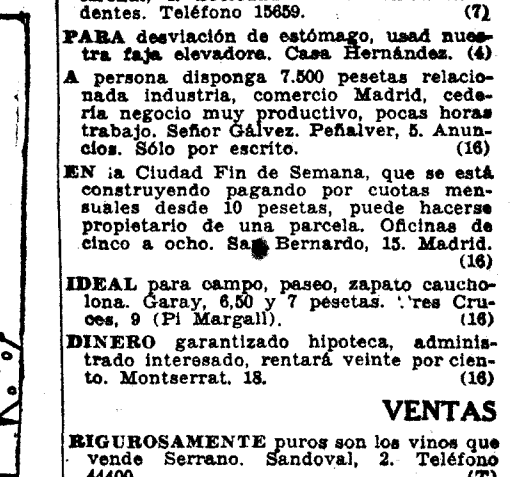 dentes. Teléfono 15659. (7)
PARA desviación de estómago, usad nues-
tra faja elevadora. Casa Hernández. (4)
A persona disponga 7.500 pesetas relacio-
nada industria, comercio Madrid, cede-
ría negocio muy productivo, pocas horas
trabajo. Señor Gálvez. Peñalver, 5. Anun-
cios. Sólo por escrito. (16)
EN la Ciudad Fin de Semana, que se está
construyendo pagando por cuotas men-
suales desde 10 pesetas, puede hacerse
propietario de una parcela. Oficinas de
cinco a ocho. San Bernardo, 15. Madrid.
(16)
IDEAL para campo, paseo, zapato caucho-
lona. Garay, 6,50 y 7 pesetas. Tres Cru-
ces, 9 (Pi Margall). (16)
DINERO garantizado hipoteca, adminis-
trado interesado, rentará veinte por cien-
to. Montserrat, 18. (16)
VENTAS
RIGUROSAMENTE puros son los vinos que
vende Serrano. Sandoval, 2. Teléfono
44400. (T)